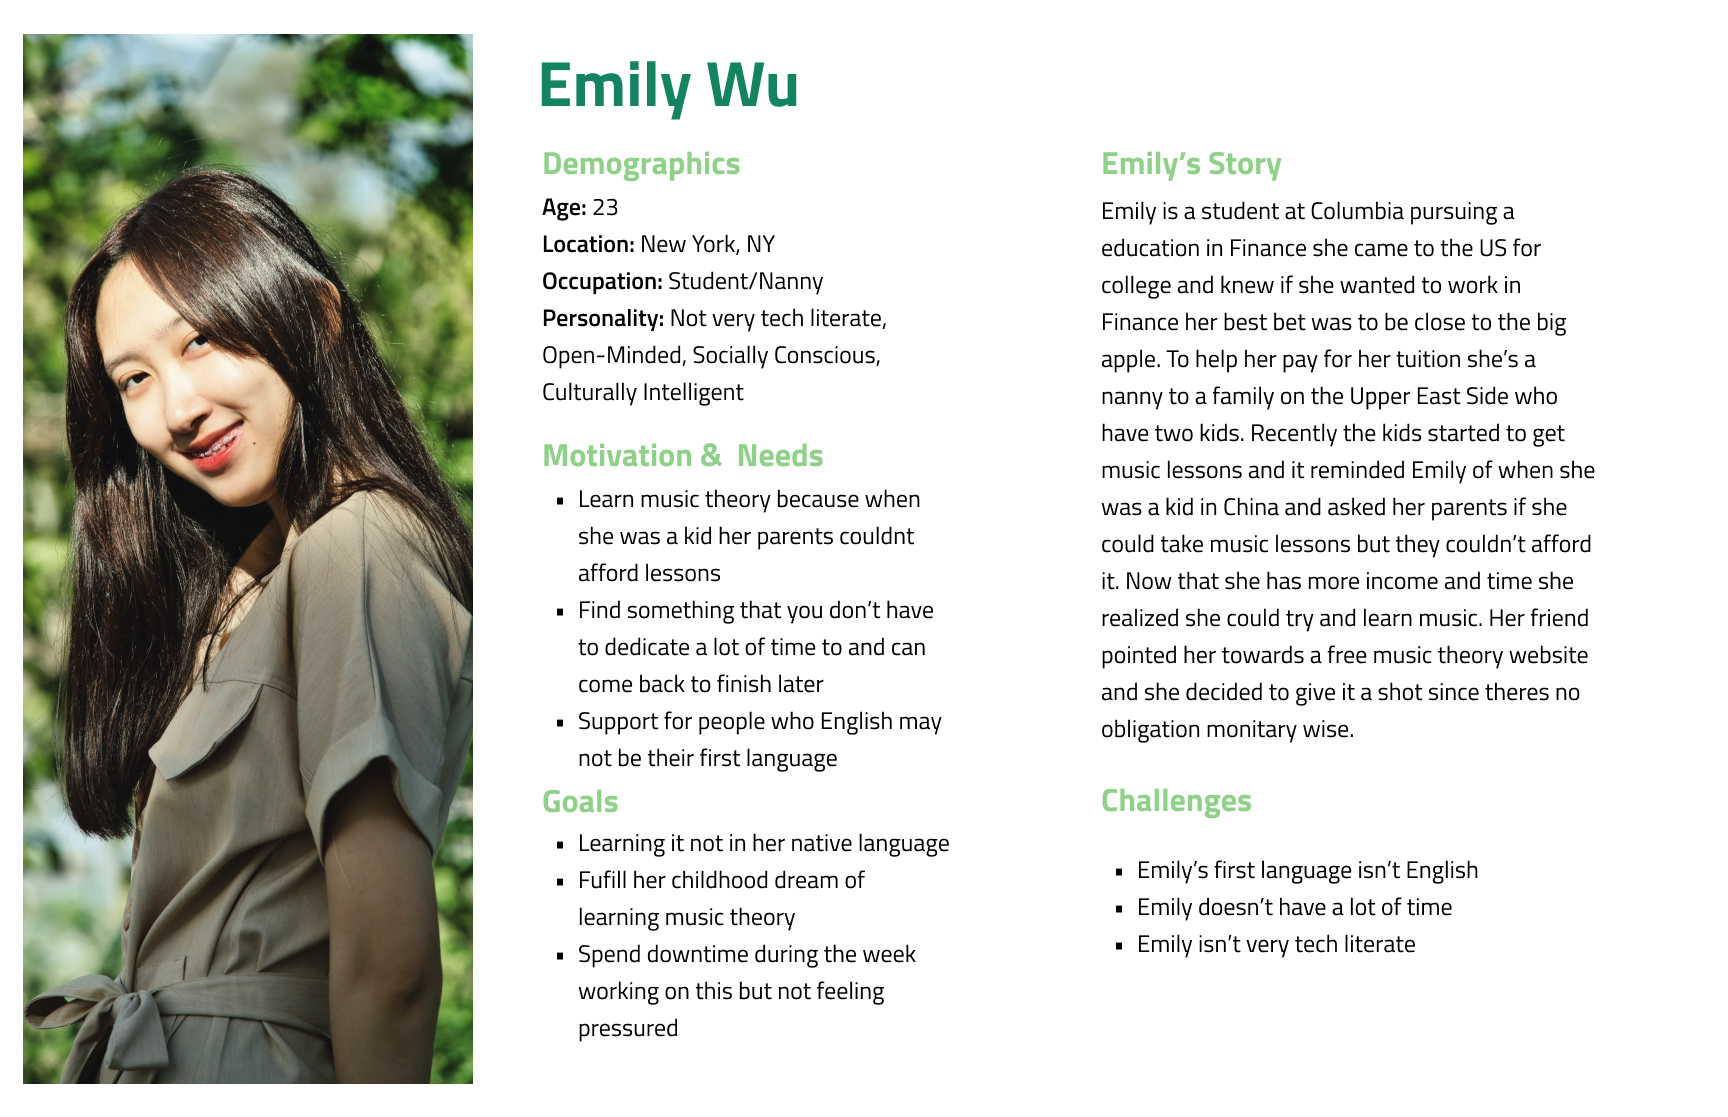 Emily Wu
Demographics
Age: 23
Location: New York, NY
Occupation: Student/Nanny
Personality: Not very tech literate,
Open-Minded, Socially Conscious,
Culturally Intelligent
Motivation &  Needs
▪ Learn music theory because when
she was a kid her parents couldnt
afford lessons
▪ Find something that you don’t have
to dedicate a lot of time to and can
come back to finish later
▪ Support for people who English may
not be their first language
Goals
▪ Learning it not in her native language
▪ Fufill her childhood dream of
learning music theory
▪ Spend downtime during the week
working on this but not feeling
pressured
Emily’s Story
Emily is a student at Columbia pursuing a
education in Finance she came to the US for
college and knew if she wanted to work in
Finance her best bet was to be close to the big
apple. To help her pay for her tuition she’s a
nanny to a family on the Upper East Side who
have two kids. Recently the kids started to get
music lessons and it reminded Emily of when she
was a kid in China and asked her parents if she
could take music lessons but they couldn’t afford
it. Now that she has more income and time she
realized she could try and learn music. Her friend
pointed her towards a free music theory website
and she decided to give it a shot since theres no
obligation monitary wise.
Challenges
▪ Emily’s first language isn’t English
▪ Emily doesn’t have a lot of time
▪ Emily isn’t very tech literate